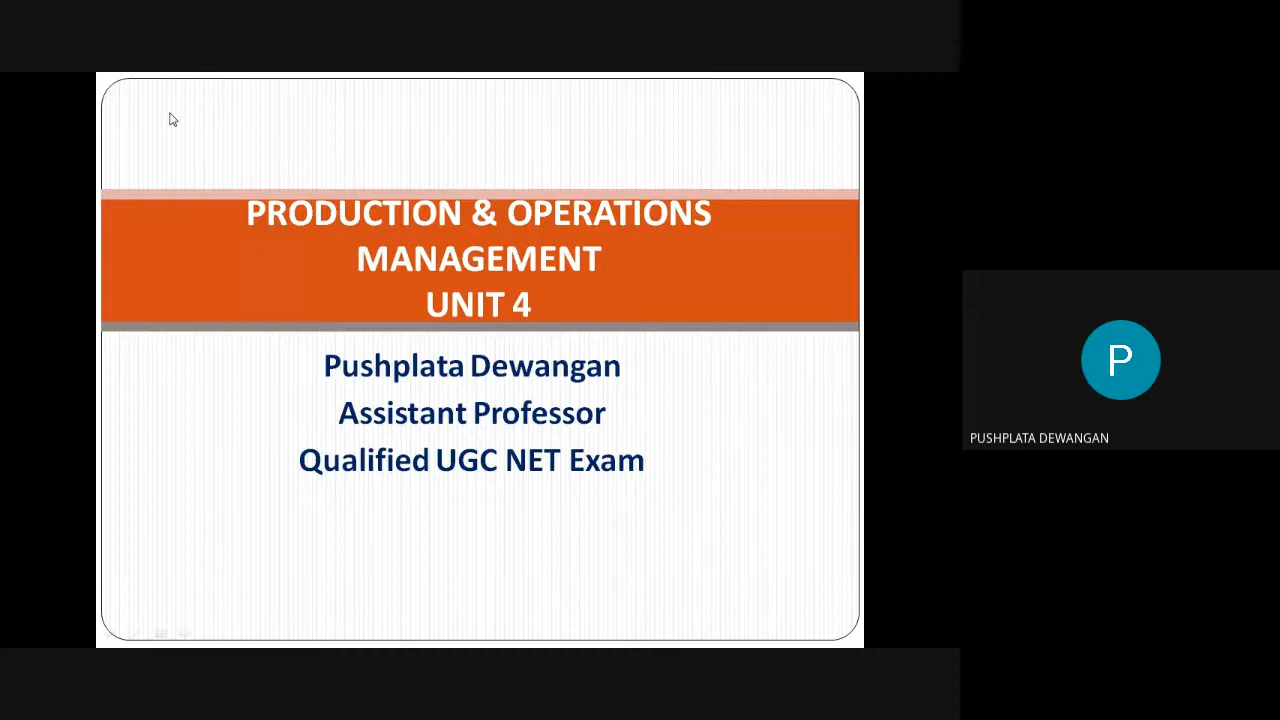 PRODUCTION & OPERATIONS
MANAGEMENT
UNIT 4
Pushplata Dewangan
Assistant Professor
Qualified UGC NET Exam
P
PUSHPLATA DEWANGAN